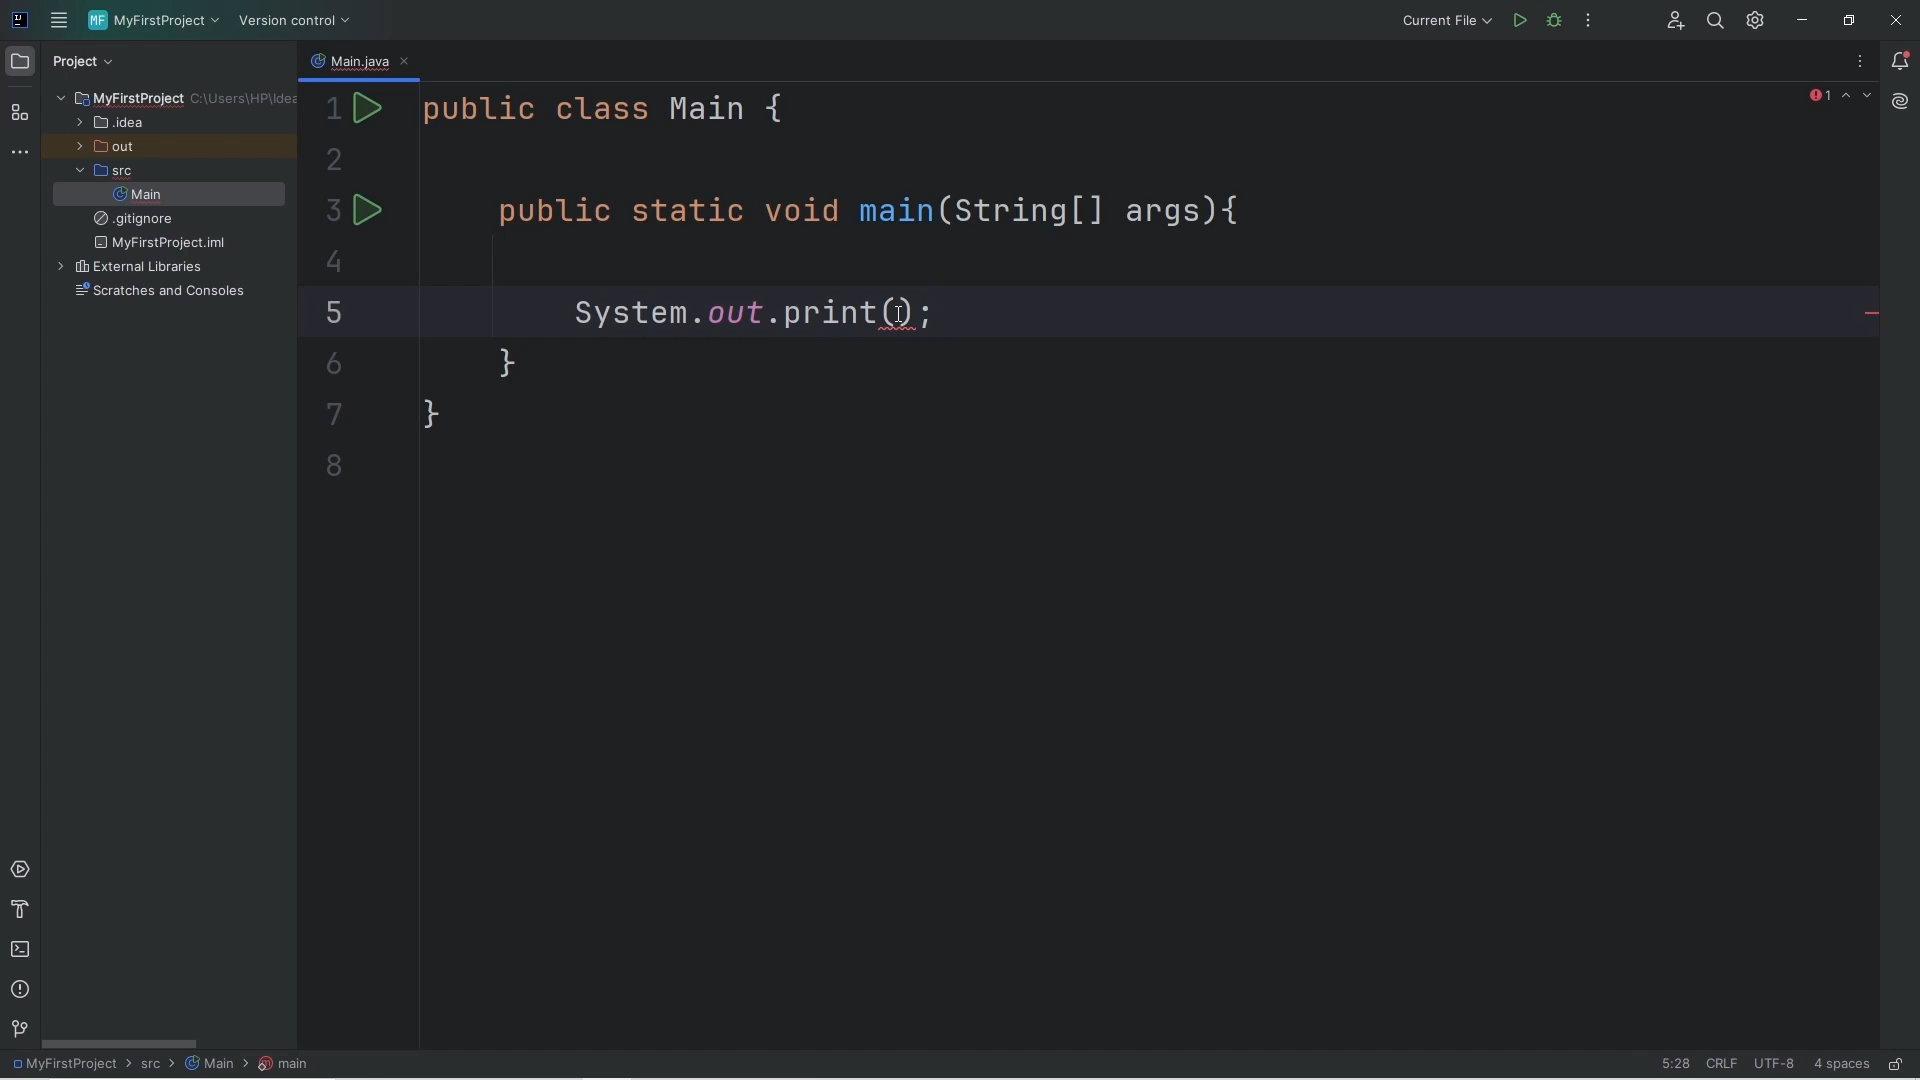 MF MyFirstProject Version control Current File
Project
Main.java
MyFirstProject C:\Users\HP\Idea
.idea
out
src
Main
.gitignore
MyFirstProject.iml
External Libraries
Scratches and Consoles
1 public class Main {
2
3 public static void main(String[] args){
4
5 System.out.print();
6 }
7 }
8
1
MyFirstProject > src > Main > main 5:28 CRLF UTF-8 4 spaces